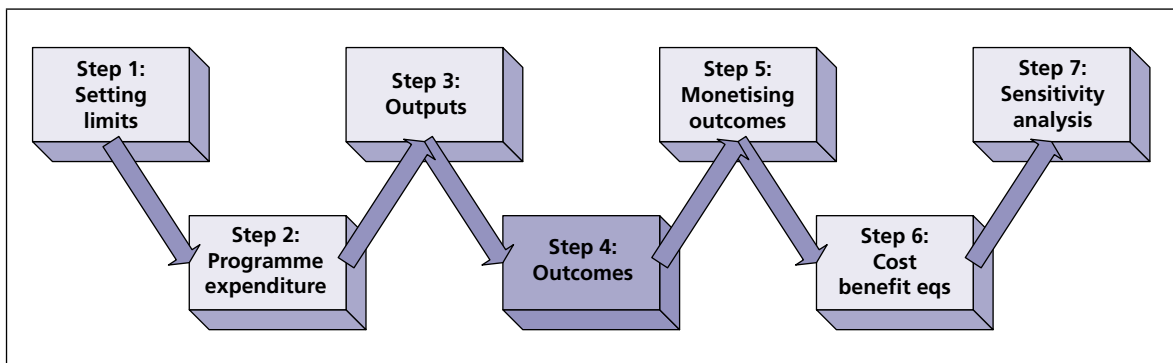 Step 1:
Setting
limits
Step 2:
Programme
expenditure
Step 3:
Outputs
Step 4:
Outcomes
Step 5:
Monetising
outcomes
Step 6:
Cost
benefit eqs
Step 7:
Sensitivity
analysis